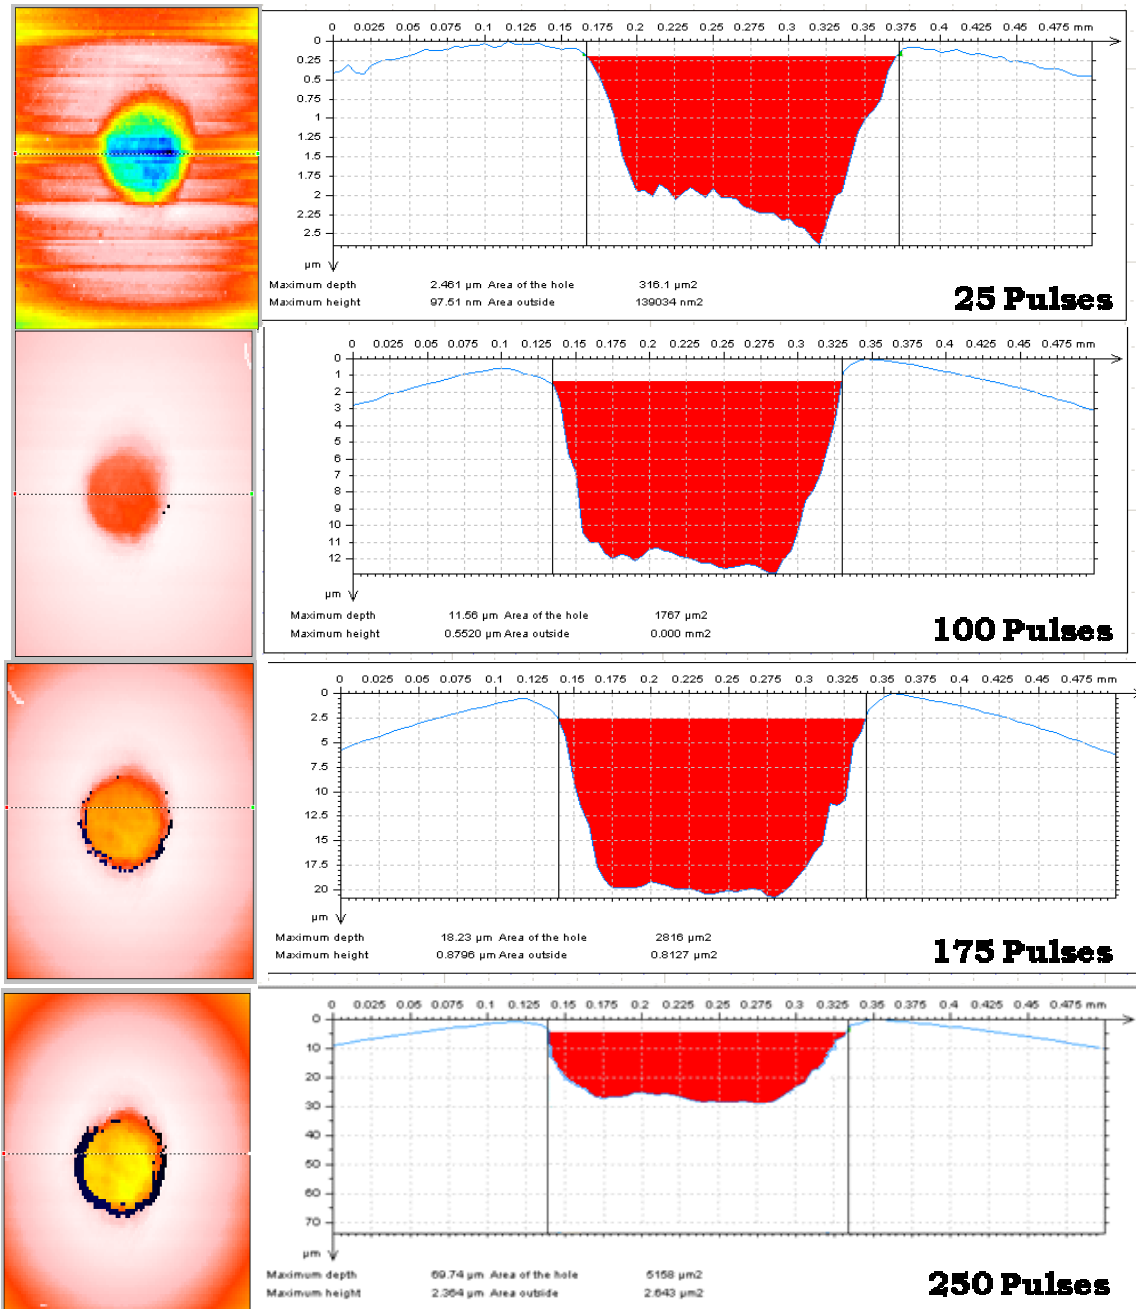 0 0.025 0.05 0.075 0.1 0.125 0.15 0.175 0.2 0.225 0.25 0.275 0.3 0.325 0.35 0.375 0.4 0.425 0.45 0.475 mm
0
0.25
0.5
0.75
1
1.25
1.5
1.75
2
2.25
2.5
µm
Maximum depth 2.461 µm Area of the hole 316.1 µm2
Maximum height 97.51 nm Area outside 139034 nm2
25 Pulses
0 0.025 0.05 0.075 0.1 0.125 0.15 0.175 0.2 0.225 0.25 0.275 0.3 0.325 0.35 0.375 0.4 0.425 0.45 0.475 mm
0
1
2
3
4
5
6
7
8
9
10
11
12
µm
Maximum depth 11.56 µm Area of the hole 1767 µm2
Maximum height 0.5520 µm Area outside 0.000 mm2
100 Pulses
0 0.025 0.05 0.075 0.1 0.125 0.15 0.175 0.2 0.225 0.25 0.275 0.3 0.325 0.35 0.375 0.4 0.425 0.45 0.475 mm
0
2.5
5
7.5
10
12.5
15
17.5
20
µm
Maximum depth 18.23 µm Area of the hole 2816 µm2
Maximum height 0.8796 µm Area outside 0.8127 µm2
175 Pulses
0 0.025 0.05 0.075 0.1 0.125 0.15 0.175 0.2 0.225 0.25 0.275 0.3 0.325 0.35 0.375 0.4 0.425 0.45 0.475 mm
0
10
20
30
40
50
60
70
µm
Maximum depth 69.74 µm Area of the hole 5158 µm2
Maximum height 2.364 µm Area outside 2.643 µm2
250 Pulses